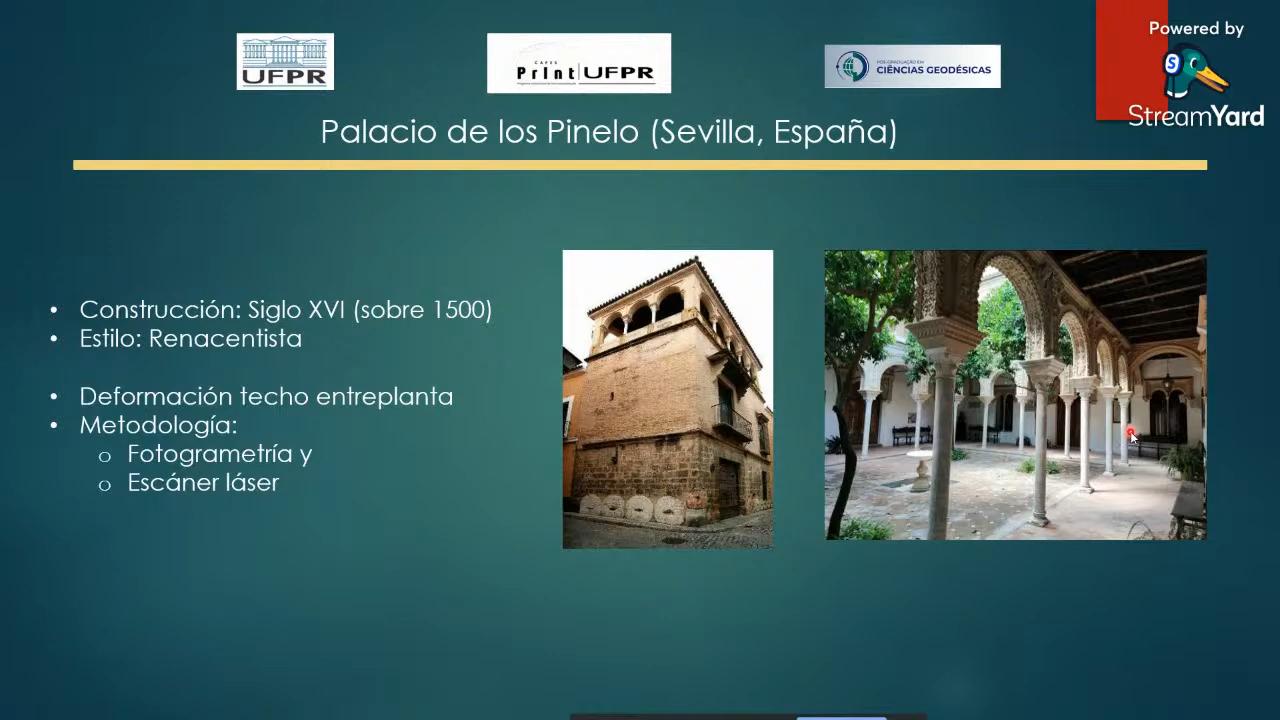 Powered by
StreamYard
UFPR
CAPES
Print UFPR
PÓS-GRADUAÇÃO EM
CIÊNCIAS GEODÉSICAS
Palacio de los Pinelo (Sevilla, España)
• Construcción: Siglo XVI (sobre 1500)
• Estilo: Renacentista
• Deformación techo entreplanta
• Metodología:
o Fotogrametría y
o Escáner láser